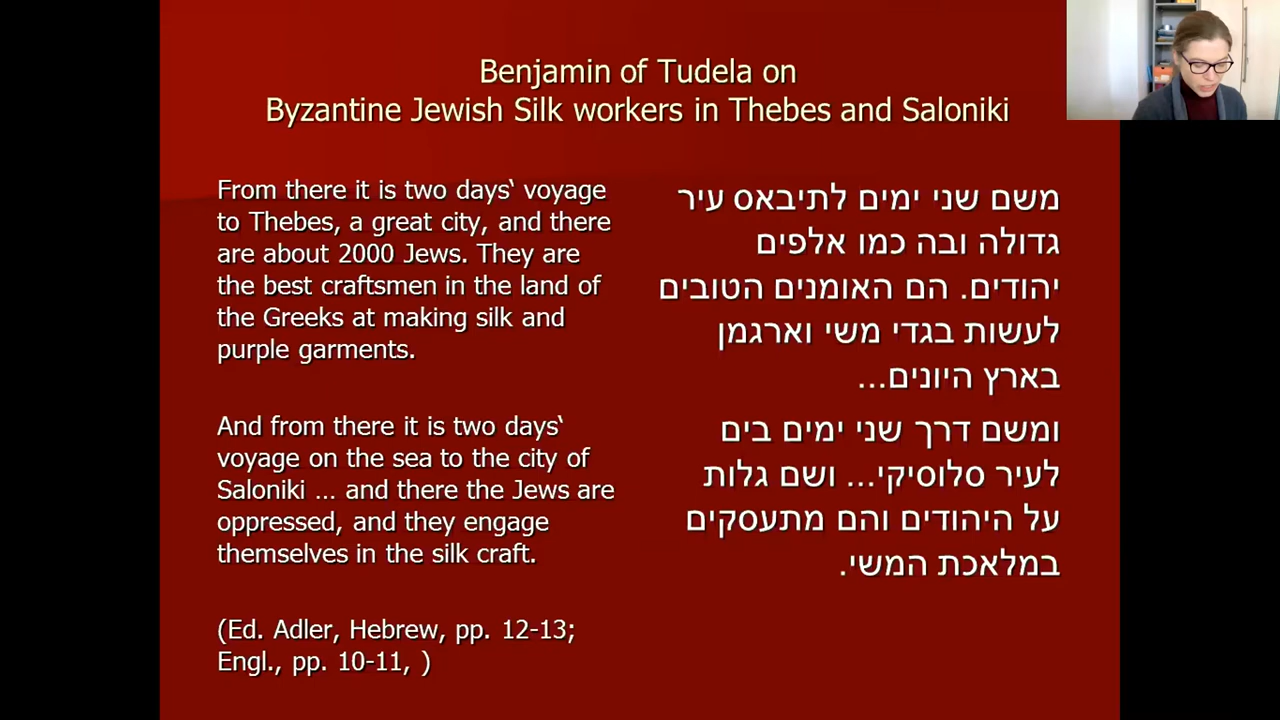 Benjamin of Tudela on
Byzantine Jewish Silk workers in Thebes and Saloniki
From there it is two days‘ voyage
to Thebes, a great city, and there
are about 2000 Jews. They are
the best craftsmen in the land of
the Greeks at making silk and
purple garments.
And from there it is two days‘
voyage on the sea to the city of
Saloniki … and there the Jews are
oppressed, and they engage
themselves in the silk craft.
(Ed. Adler, Hebrew, pp. 12-13;
Engl., pp. 10-11, )
משם שני ימים לתיבאס עיר
גדולה ובה כמו אלפים
יהודים. הם האומנים הטובים
לעשות בגדי משי וארגמן
בארץ היונים...
ומשם דרך שני ימים בים
לעיר סלוסיקי... ושם גלות
על היהודים והם מתעסקים
במלאכת המשי.